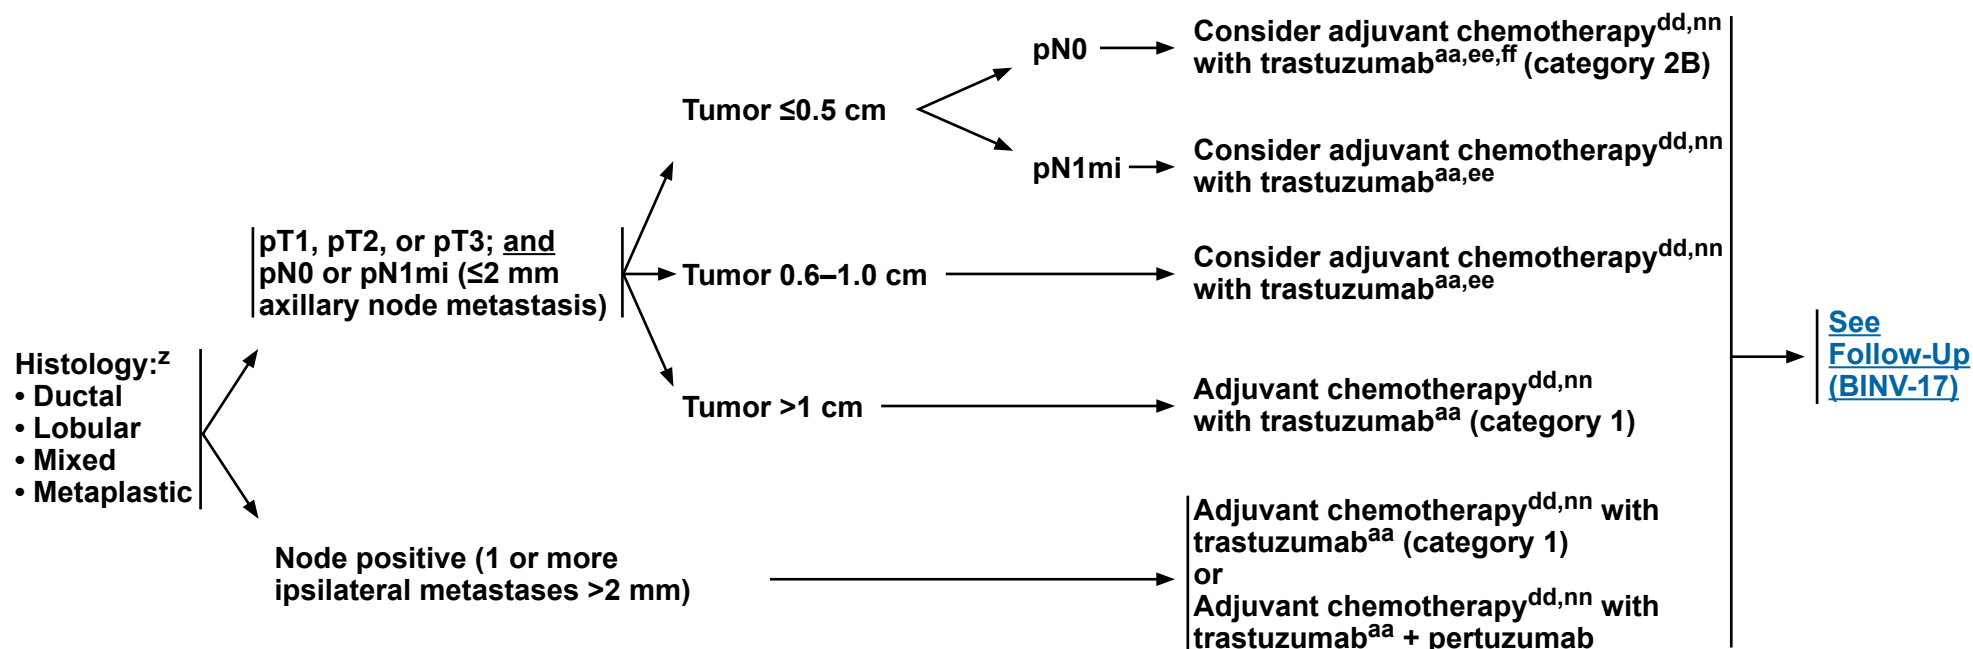 Histology:z
• Ductal
• Lobular
• Mixed
• Metaplastic
pT1, pT2, or pT3; and
pN0 or pN1mi (≤2 mm
axillary node metastasis)
Tumor ≤0.5 cm
pN0
Consider adjuvant chemotherapydd,nn
with trastuzumabaa,ee,ff (category 2B)
pN1mi
Consider adjuvant chemotherapydd,nn
with trastuzumabaa,ee
Tumor 0.6–1.0 cm
Consider adjuvant chemotherapydd,nn
with trastuzumabaa,ee
Tumor >1 cm
Adjuvant chemotherapydd,nn
with trastuzumabaa (category 1)
Node positive (1 or more
ipsilateral metastases >2 mm)
Adjuvant chemotherapydd,nn with
trastuzumabaa (category 1)
or
Adjuvant chemotherapydd,nn with
trastuzumabaa + pertuzumab
See
Follow-Up
(BINV-17)